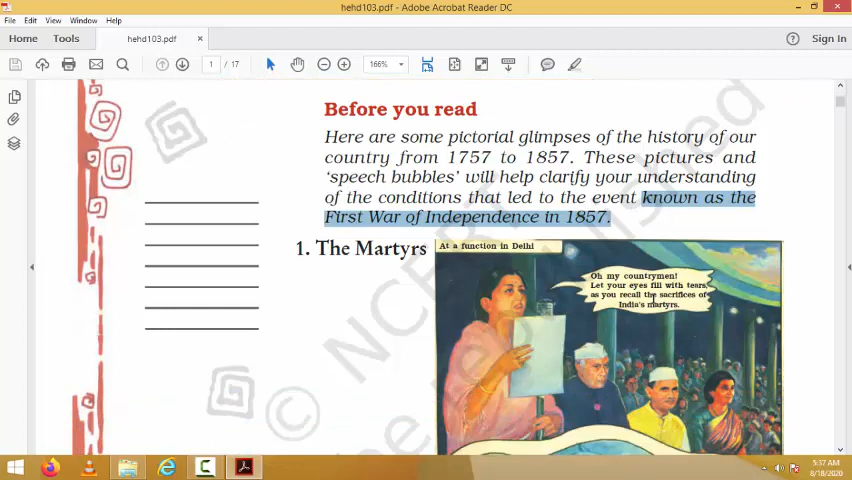 hehd103.pdf - Adobe Acrobat Reader DC
File Edit View Window Help
Home Tools hehd103.pdf × Sign In
1 / 17 166%
Before you read
Here are some pictorial glimpses of the history of our
country from 1757 to 1857. These pictures and
‘speech bubbles’ will help clarify your understanding
of the conditions that led to the event known as the
First War of Independence in 1857.
1. The Martyrs
At a function in Delhi
Oh my countrymen!
Let your eyes fill with tears,
as you recall the sacrifices of
India's martyrs.
© NCERT
5:37 AM
8/18/2020